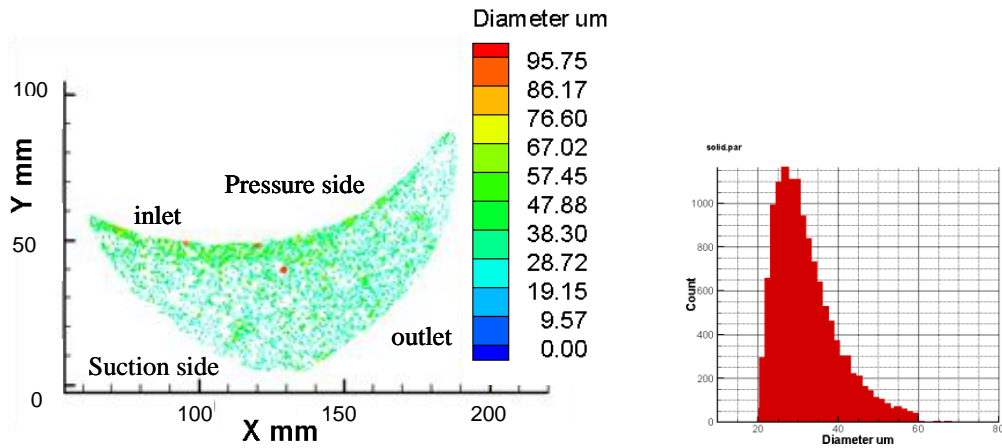 Diameter um
95.75
86.17
76.60
67.02
57.45
47.88
38.30
28.72
19.15
9.57
0.00
100
50
0
Y mm
Pressure side
inlet
outlet
Suction side
100
150
200
X mm
solid.par
1000
800
600
400
200
0
Count
20
40
60
80
Diameter um